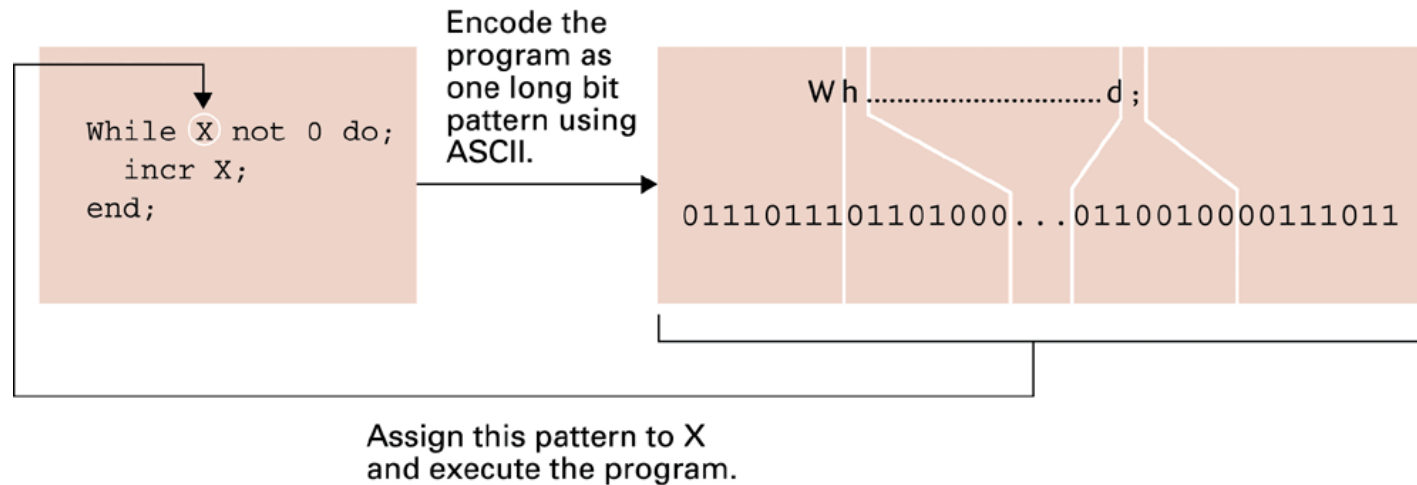 Encode the
program as
one long bit
pattern using
ASCII.
While X not 0 do;
incr X;
end;
Wh..............................d;
0111011101101000...0110010000111011
Assign this pattern to X
and execute the program.